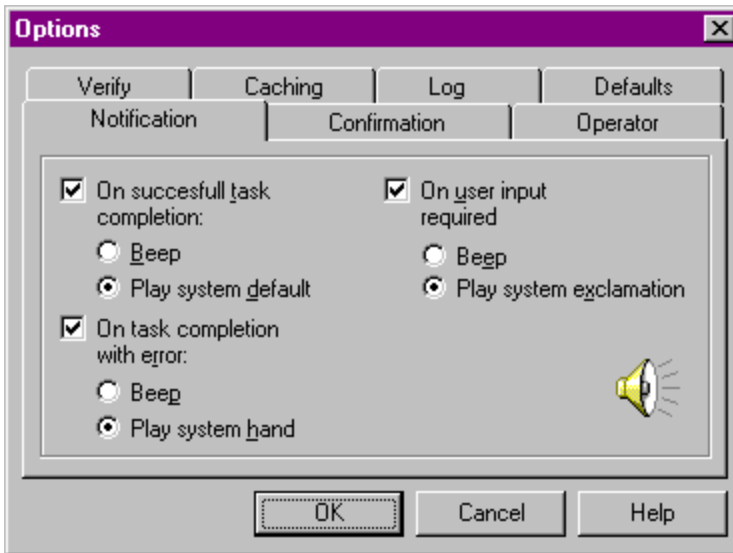 Options
Verify
Caching
Log
Defaults
Notification
Confirmation
Operator
On succesfull task
completion:
Beep
Play system default
On task completion
with error:
Beep
Play system hand
On user input
required
Beep
Play system exclamation
OK
Cancel
Help